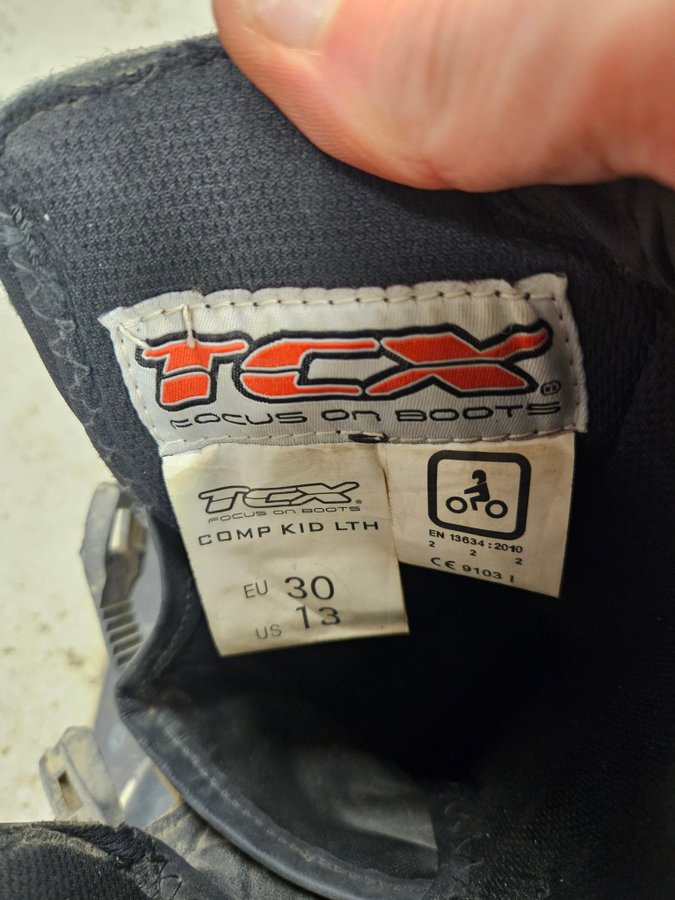 TCX®
FOCUS ON BOOTS
TCX®
FOCUS ON BOOTS
COMP KID LTH
EU 30
US 13
EN 13634:2010
2 2 2
CE 9103 I